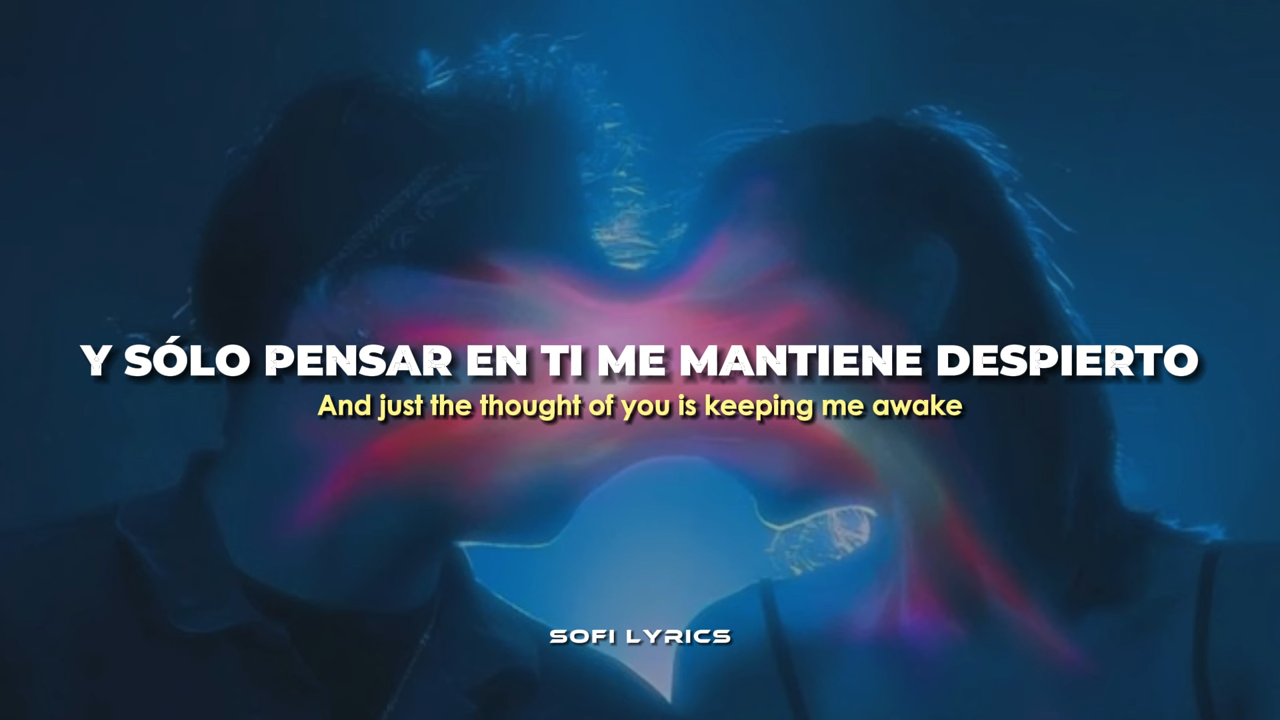 Y SÓLO PENSAR EN TI ME MANTIENE DESPIERTO
And just the thought of you is keeping me awake
SOFI LYRICS